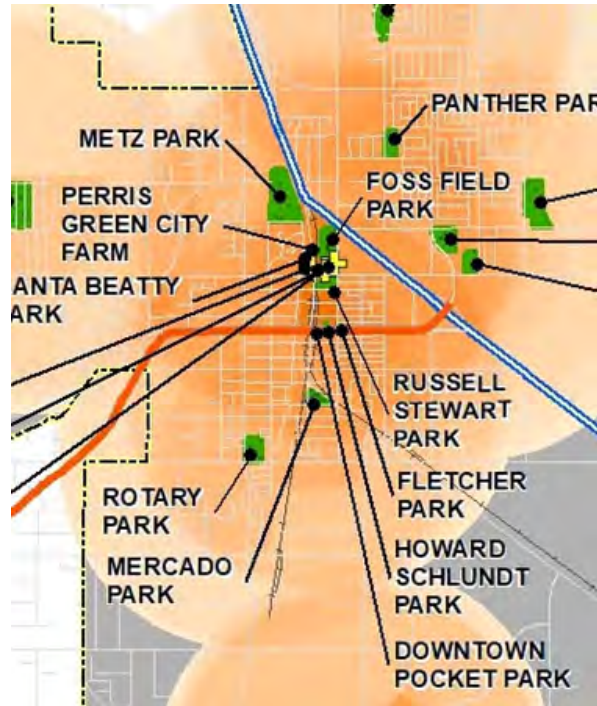 PANTHER PAR
METZ PARK
FOSS FIELD
PARK
PERRIS
GREEN CITY
FARM
ANTA BEATTY
ARK
RUSSELL
STEWART
PARK
FLETCHER
PARK
ROTARY
PARK
HOWARD
SCHLUNDT
PARK
MERCADO
PARK
DOWNTOWN
POCKET PARK